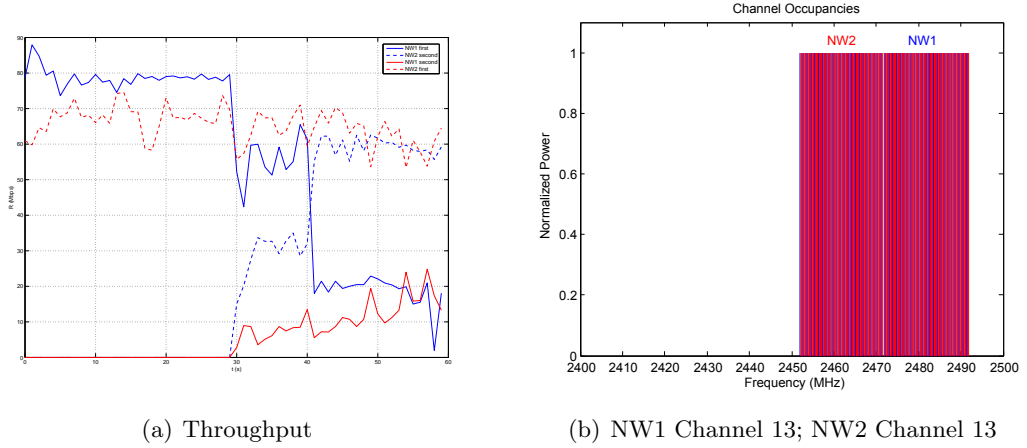 90
80
70
60
50
40
30
20
10
0
R (Mbps)
0 10 20 30 40 50 60
t (s)
NW1 first
NW2 second
NW1 second
NW2 first
(a) Throughput
Channel Occupancies
NW2 NW1
1
0.8
0.6
0.4
0.2
0
Normalized Power
2400 2410 2420 2430 2440 2450 2460 2470 2480 2490 2500
Frequency (MHz)
(b) NW1 Channel 13; NW2 Channel 13